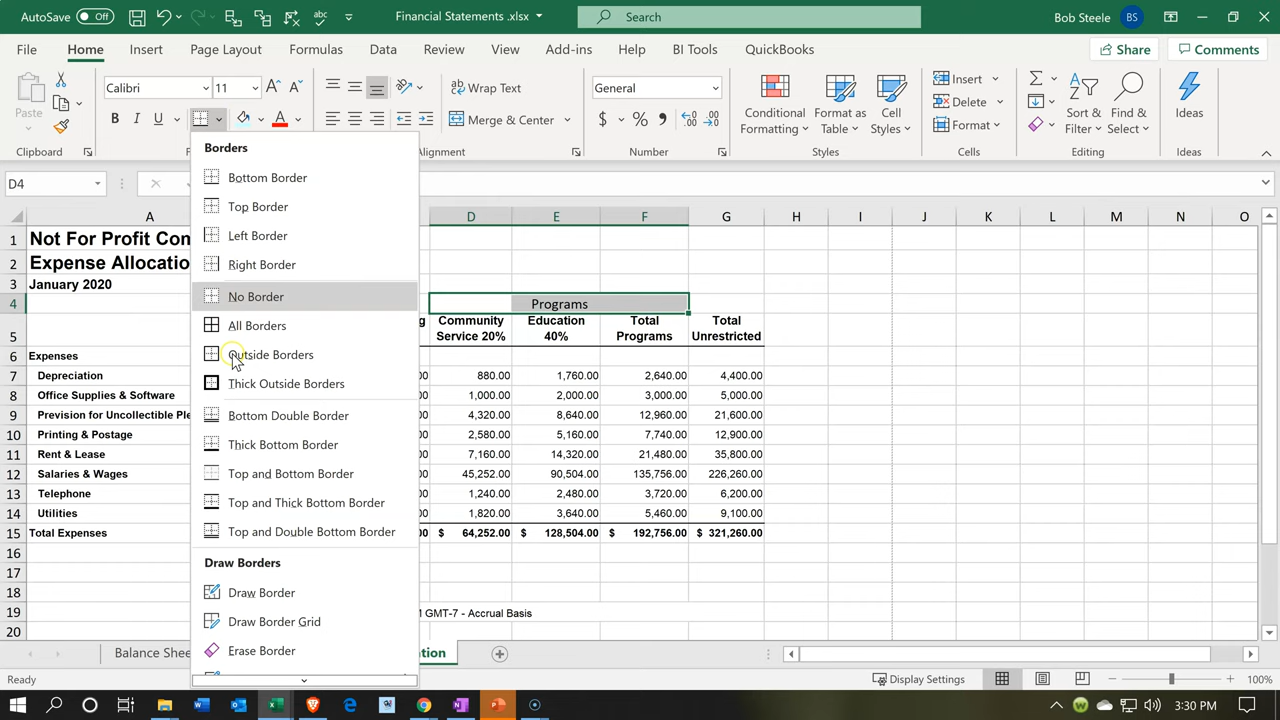 AutoSave Off Financial Statements .xlsx Search Bob Steele BS
File Home Insert Page Layout Formulas Data Review View Add-ins Help BI Tools QuickBooks Share Comments
Paste Calibri 11 Wrap Text General Conditional Formatting Format as Table Cell Styles Insert Sort & Filter Find & Select Ideas
B I U Merge & Center $ % Delete Format
Clipboard Alignment Number Styles Cells Editing Ideas
D4
Borders
Bottom Border
Top Border
Left Border
Right Border
No Border
All Borders
Outside Borders
Thick Outside Borders
Bottom Double Border
Thick Bottom Border
Top and Bottom Border
Top and Thick Bottom Border
Top and Double Bottom Border
Draw Borders
Draw Border
Draw Border Grid
Erase Border
A D E F G H I J K L M N O
1 Not For Profit Com
2 Expense Allocatio
3 January 2020
4 Programs
5 Community Service 20% Education 40% Total Programs Total Unrestricted
6 Expenses
7 Depreciation 880.00 1,760.00 2,640.00 4,400.00
8 Office Supplies & Software 1,000.00 2,000.00 3,000.00 5,000.00
9 Prevision for Uncollectible Ple 4,320.00 8,640.00 12,960.00 21,600.00
10 Printing & Postage 2,580.00 5,160.00 7,740.00 12,900.00
11 Rent & Lease 7,160.00 14,320.00 21,480.00 35,800.00
12 Salaries & Wages 45,252.00 90,504.00 135,756.00 226,260.00
13 Telephone 1,240.00 2,480.00 3,720.00 6,200.00
14 Utilities 1,820.00 3,640.00 5,460.00 9,100.00
15 Total Expenses $ 64,252.00 $ 128,504.00 $ 192,756.00 $ 321,260.00
16
17
18
19 M GMT-7 - Accrual Basis
20
Balance Shee ation
Ready Display Settings 100%
3:30 PM